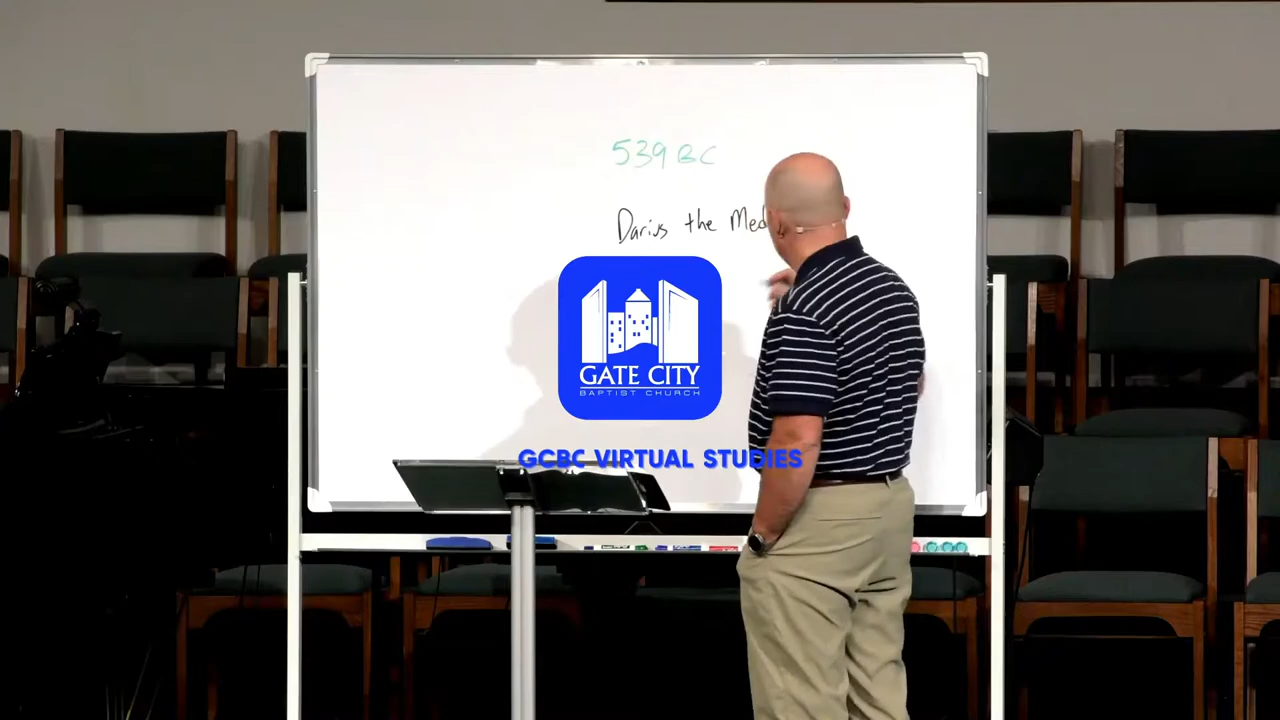 539 BC
Darius the Med
GATE CITY
BAPTIST CHURCH
GCBC VIRTUAL STUDIES